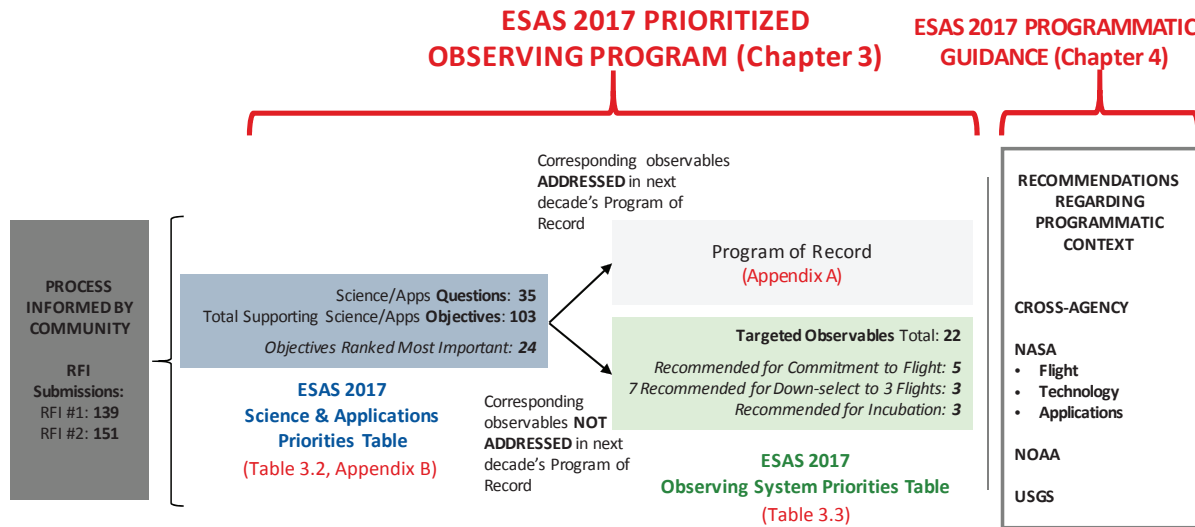 ESAS 2017 PRIORITIZED
OBSERVING PROGRAM (Chapter 3)
ESAS 2017 PROGRAMMATIC
GUIDANCE (Chapter 4)
PROCESS
INFORMED BY
COMMUNITY
RFI
Submissions:
RFI #1: 139
RFI #2: 151
Science/Apps Questions: 35
Total Supporting Science/Apps Objectives: 103
Objectives Ranked Most Important: 24
ESAS 2017
Science & Applications
Priorities Table
(Table 3.2, Appendix B)
Corresponding observables
ADDRESSED in next
decade's Program of
Record
Program of Record
(Appendix A)
Corresponding
observables NOT
ADDRESSED in next
decade's Program of
Record
Targeted Observables Total: 22
Recommended for Commitment to Flight: 5
7 Recommended for Down-select to 3 Flights: 3
Recommended for Incubation: 3
ESAS 2017
Observing System Priorities Table
(Table 3.3)
RECOMMENDATIONS
REGARDING
PROGRAMMATIC
CONTEXT
CROSS-AGENCY
NASA
• Flight
• Technology
• Applications
NOAA
USGS